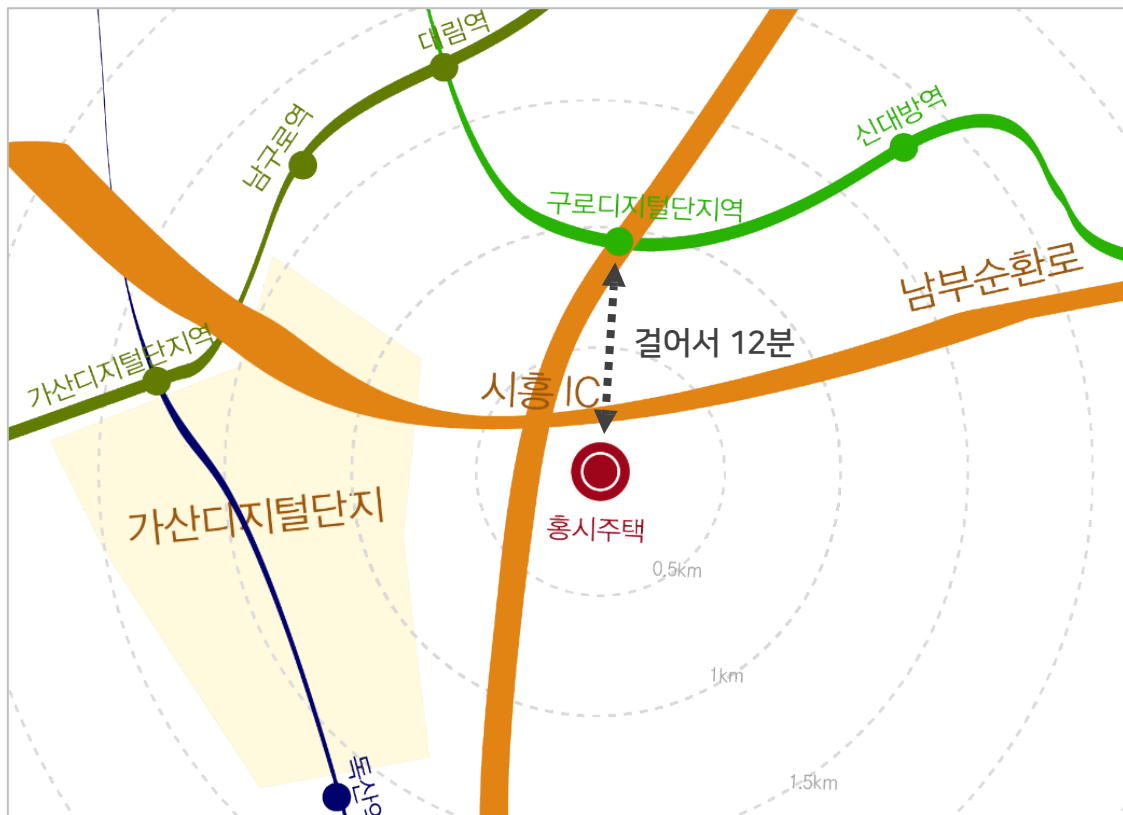 대림역
남구로역
신대방역
구로디지털단지역
남부순환로
걸어서 12분
가산디지털단지역
시흥 IC
가산디지털단지
홍시주택
0.5km
1km
1.5km